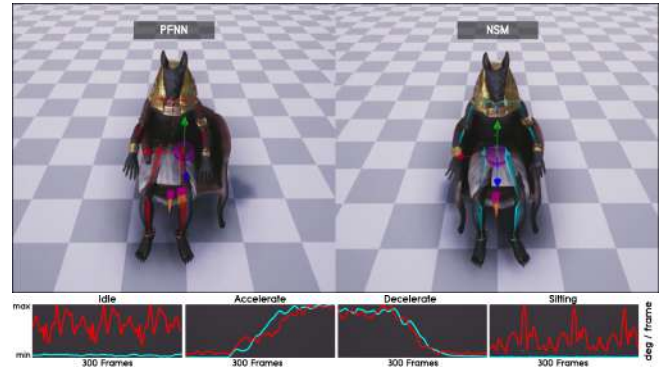 PFNN
NSM
Idle
Accelerate
Decelerate
Sitting
max
min
deg / frame
300 Frames
300 Frames
300 Frames
300 Frames